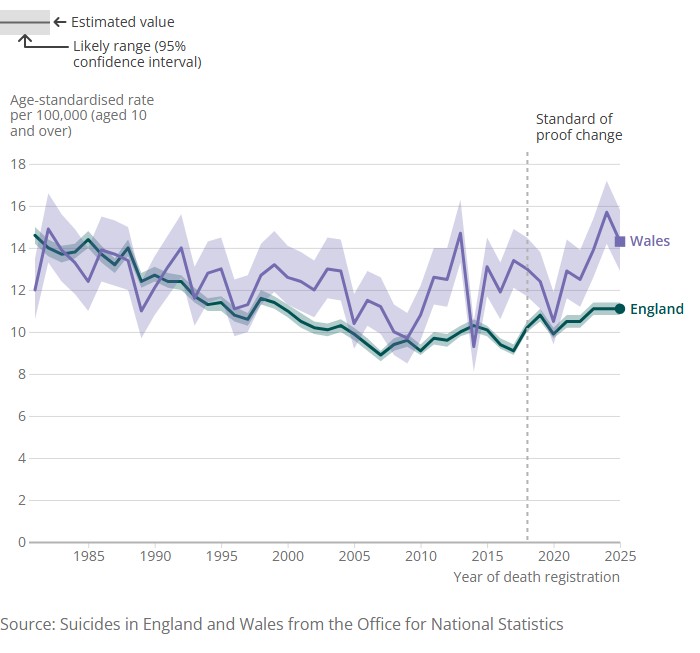 Estimated value
Likely range (95%
confidence interval)
Age-standardised rate
per 100,000 (aged 10
and over)
Standard of
proof change
18
16
14
12
10
8
6
4
2
0
Wales
England
1985
1990
1995
2000
2005
2010
2015
2020
2025
Year of death registration
Source: Suicides in England and Wales from the Office for National Statistics